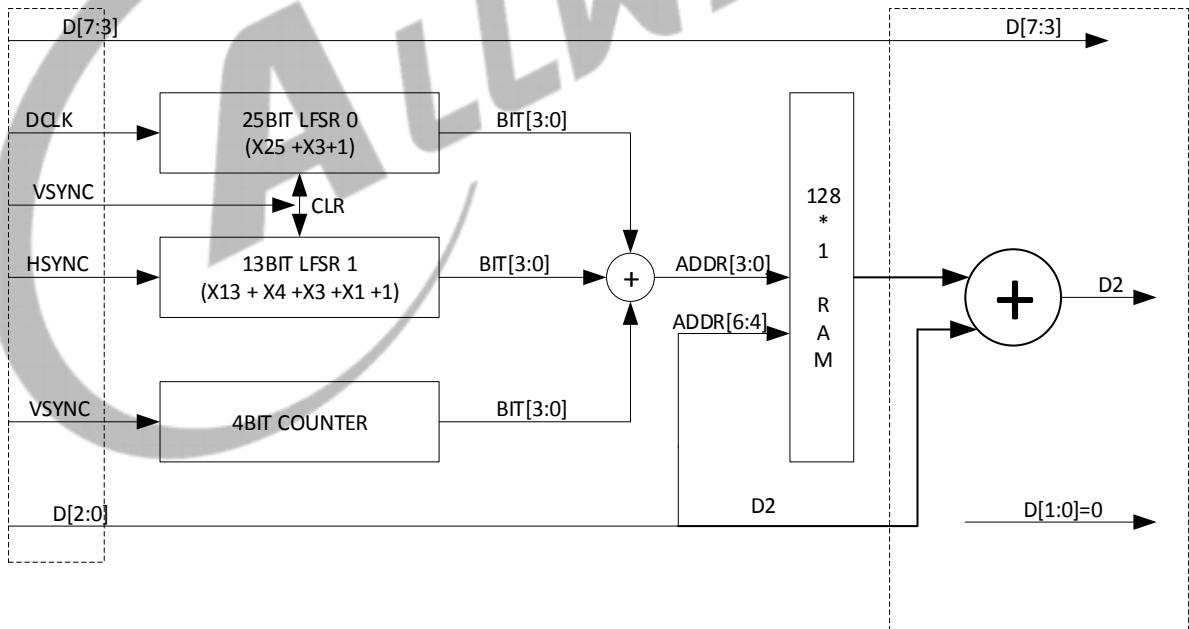 D[7:3] D[7:3]
DCLK 25BIT LFSR 0 BIT[3:0]
(X25 +X3+1)
VSYNC CLR
HSYNC 13BIT LFSR 1 BIT[3:0] + ADDR[3:0]
(X13 + X4 +X3 +X1 +1)
ADDR[6:4]
128
*
1
R
A
M
+ D2
VSYNC 4BIT COUNTER BIT[3:0]
D[2:0] D2 D[1:0]=0